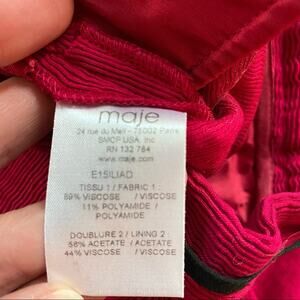 maje
24 rue du Mail - 75002 Paris
SMCP USA, Inc
RN 132 784
www.maje.com
E15ILIAD
TISSU 1 / FABRIC 1 :
89% VISCOSE / VISCOSE
11% POLYAMIDE /
POLYAMIDE
DOUBLURE 2 / LINING 2 :
56% ACETATE / ACETATE
44% VISCOSE / VISCOSE